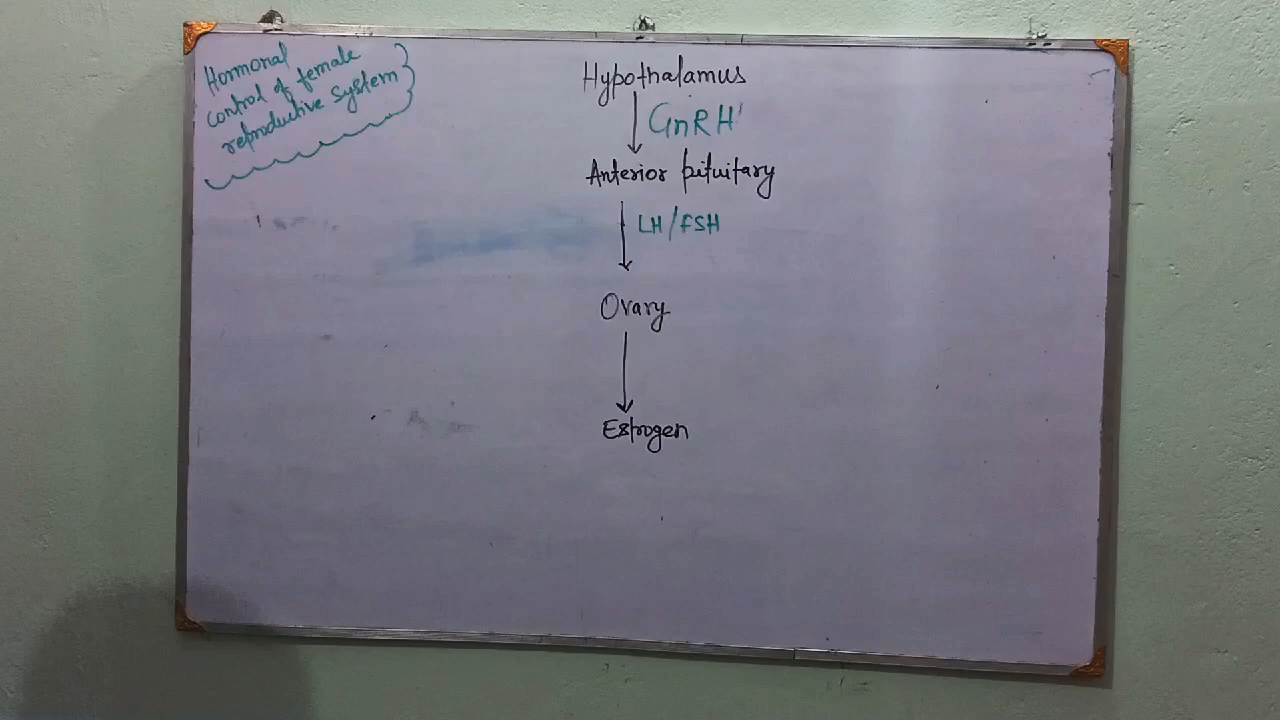 Hormonal
control of female
reproductive system
Hypothalamus
GnRH
Anterior pituitary
LH/FSH
Ovary
Estrogen